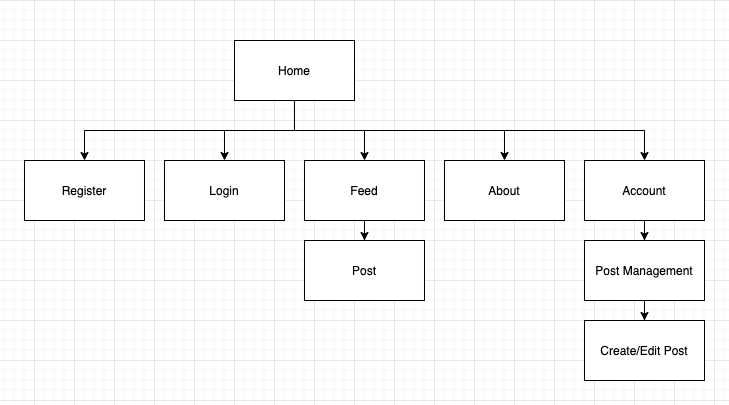 Home
Register
Login
Feed
About
Account
Post
Post Management
Create/Edit Post